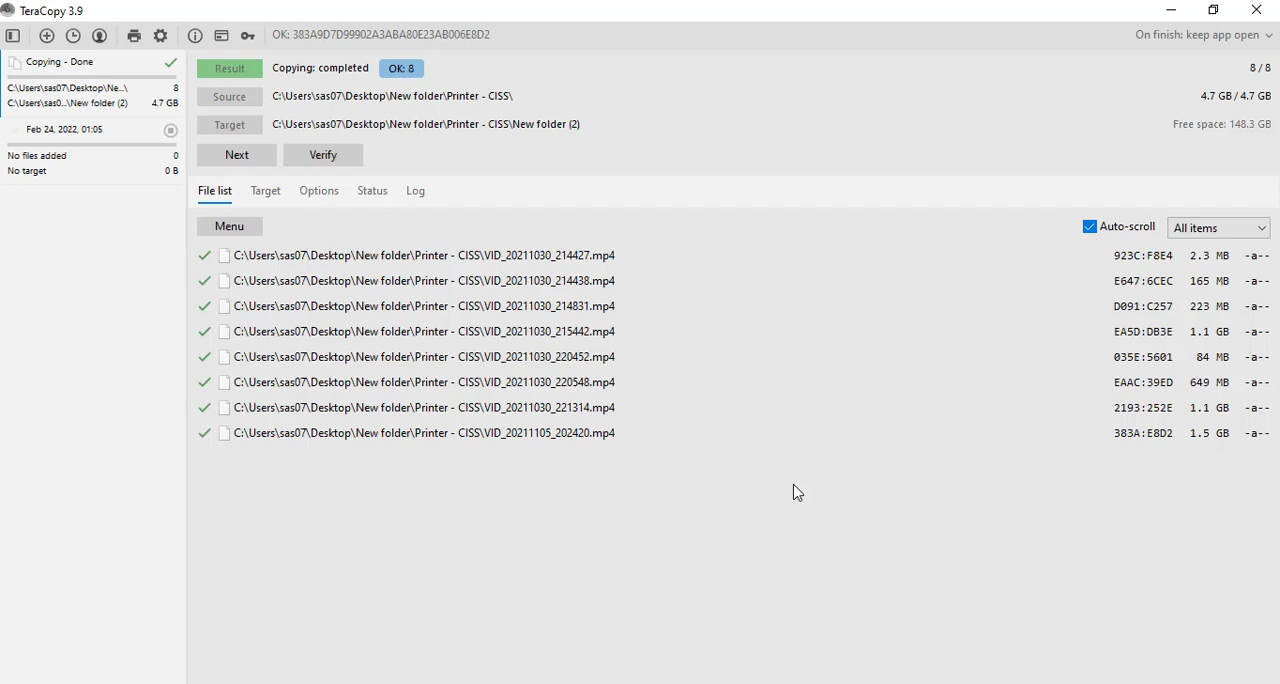 TeraCopy 3.9
OK: 383A9D7D99902A3ABA80E23AB006E8D2
On finish: keep app open
Copying - Done
C:\Users\sas07\Desktop\Ne...\ 8
C:\Users\sas0...\New folder (2) 4.7 GB
Feb 24, 2022, 01:05
No files added 0
No target 0 B
Result Copying: completed OK: 8 8 / 8
Source C:\Users\sas07\Desktop\New folder\Printer - CISS\ 4.7 GB / 4.7 GB
Target C:\Users\sas07\Desktop\New folder\Printer - CISS\New folder (2) Free space: 148.3 GB
Next Verify
File list Target Options Status Log
Menu Auto-scroll All items
C:\Users\sas07\Desktop\New folder\Printer - CISS\VID_20211030_214427.mp4 923C:F8E4 2.3 MB -a--
C:\Users\sas07\Desktop\New folder\Printer - CISS\VID_20211030_214438.mp4 E647:6CEC 165 MB -a--
C:\Users\sas07\Desktop\New folder\Printer - CISS\VID_20211030_214831.mp4 D091:C257 223 MB -a--
C:\Users\sas07\Desktop\New folder\Printer - CISS\VID_20211030_215442.mp4 EA5D:DB3E 1.1 GB -a--
C:\Users\sas07\Desktop\New folder\Printer - CISS\VID_20211030_220452.mp4 035E:5601 84 MB -a--
C:\Users\sas07\Desktop\New folder\Printer - CISS\VID_20211030_220548.mp4 EAAC:39ED 649 MB -a--
C:\Users\sas07\Desktop\New folder\Printer - CISS\VID_20211030_221314.mp4 2193:252E 1.1 GB -a--
C:\Users\sas07\Desktop\New folder\Printer - CISS\VID_20211105_202420.mp4 383A:E8D2 1.5 GB -a--